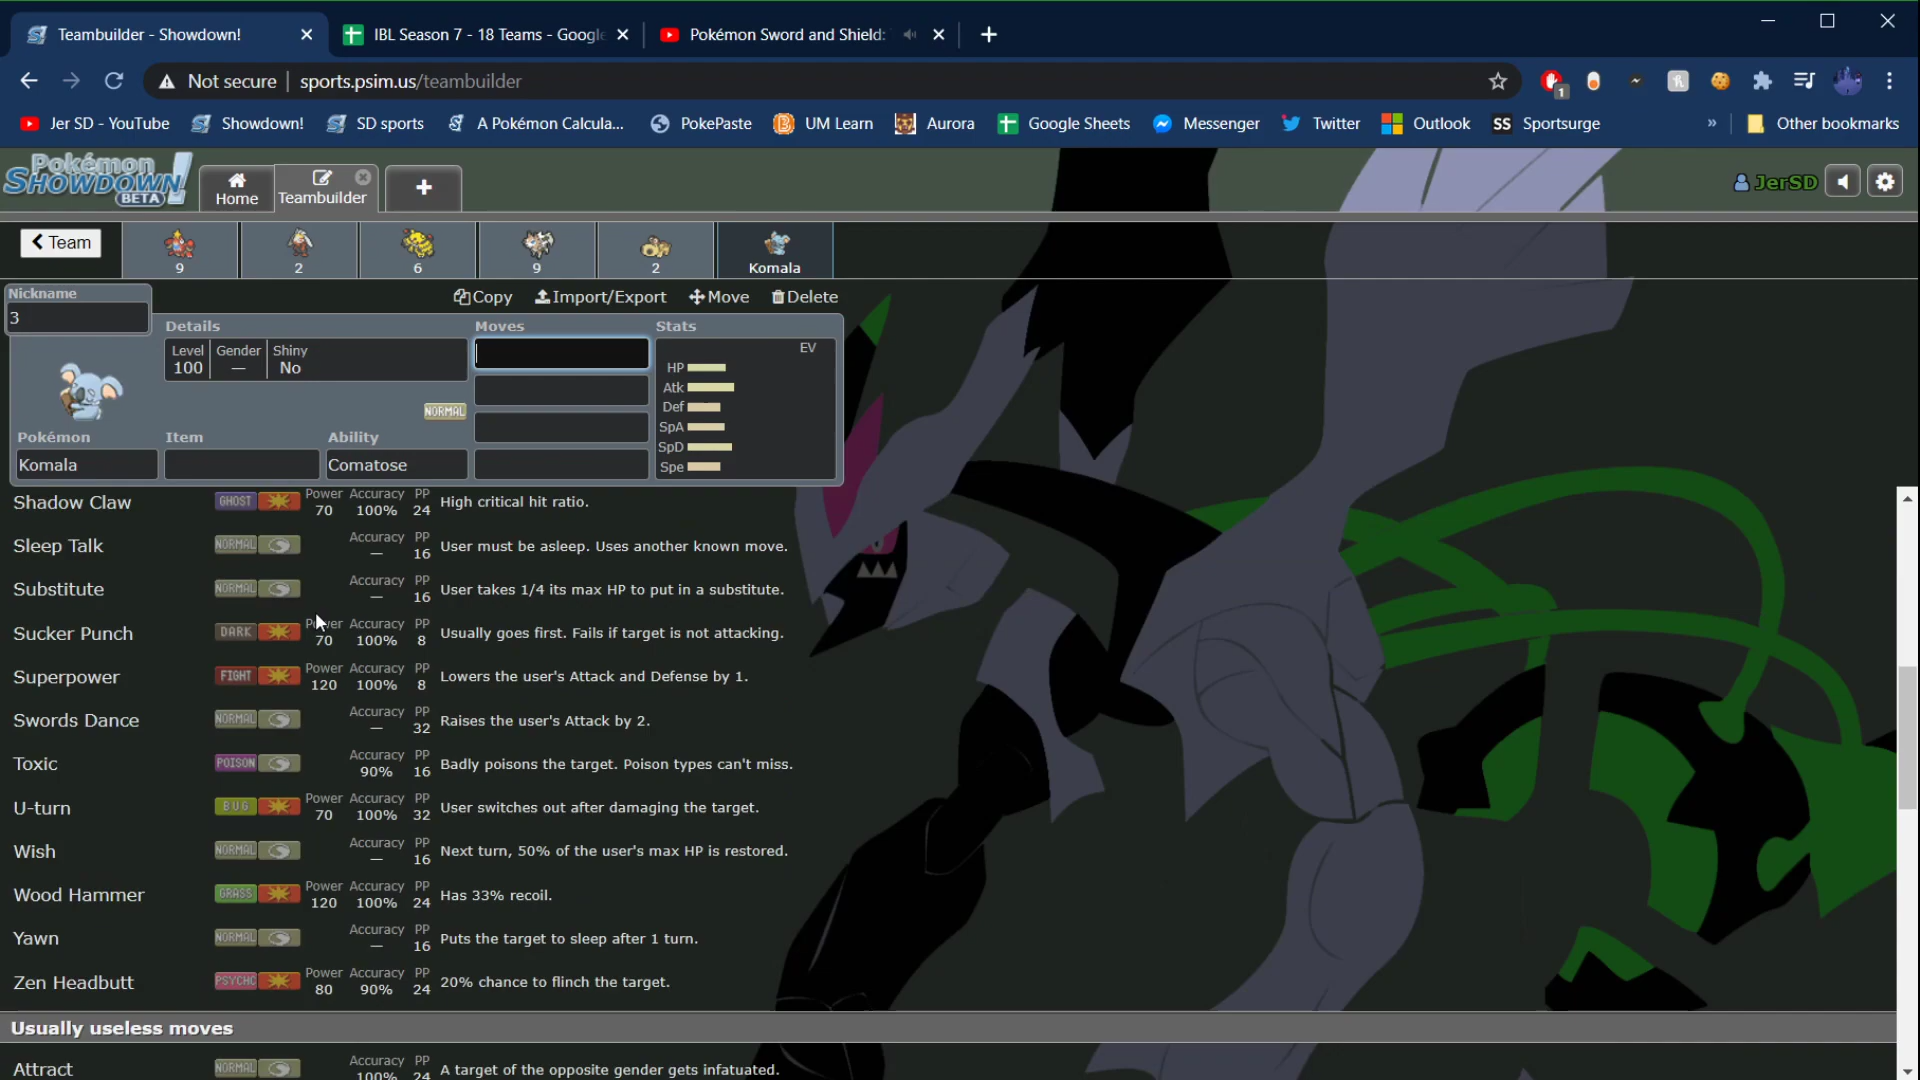 Teambuilder - Showdown!
IBL Season 7 - 18 Teams - Google
Pokémon Sword and Shield:
Not secure | sports.psim.us/teambuilder
1
Jer SD - YouTube Showdown! SD sports A Pokémon Calcula... PokePaste UM Learn Aurora Google Sheets Messenger Twitter Outlook SS Sportsurge » Other bookmarks
Pokémon SHOWDOWN! BETA
Home
Teambuilder
JerSD
Team
9 2 6 9 2 Komala
Nickname
3
Copy Import/Export Move Delete
Details Moves Stats
Level Gender Shiny
100 — No
EV
HP
Atk
Def
SpA
SpD
Spe
NORMAL
Pokémon Item Ability
Komala Comatose
Shadow Claw GHOST Power 70 Accuracy 100% PP 24 High critical hit ratio.
Sleep Talk NORMAL Accuracy — PP 16 User must be asleep. Uses another known move.
Substitute NORMAL Accuracy — PP 16 User takes 1/4 its max HP to put in a substitute.
Sucker Punch DARK Power 70 Accuracy 100% PP 8 Usually goes first. Fails if target is not attacking.
Superpower FIGHT Power 120 Accuracy 100% PP 8 Lowers the user's Attack and Defense by 1.
Swords Dance NORMAL Accuracy — PP 32 Raises the user's Attack by 2.
Toxic POISON Accuracy 90% PP 16 Badly poisons the target. Poison types can't miss.
U-turn BUG Power 70 Accuracy 100% PP 32 User switches out after damaging the target.
Wish NORMAL Accuracy — PP 16 Next turn, 50% of the user's max HP is restored.
Wood Hammer GRASS Power 120 Accuracy 100% PP 24 Has 33% recoil.
Yawn NORMAL Accuracy — PP 16 Puts the target to sleep after 1 turn.
Zen Headbutt PSYCHC Power 80 Accuracy 90% PP 24 20% chance to flinch the target.
Usually useless moves
Attract NORMAL Accuracy 100% PP 24 A target of the opposite gender gets infatuated.